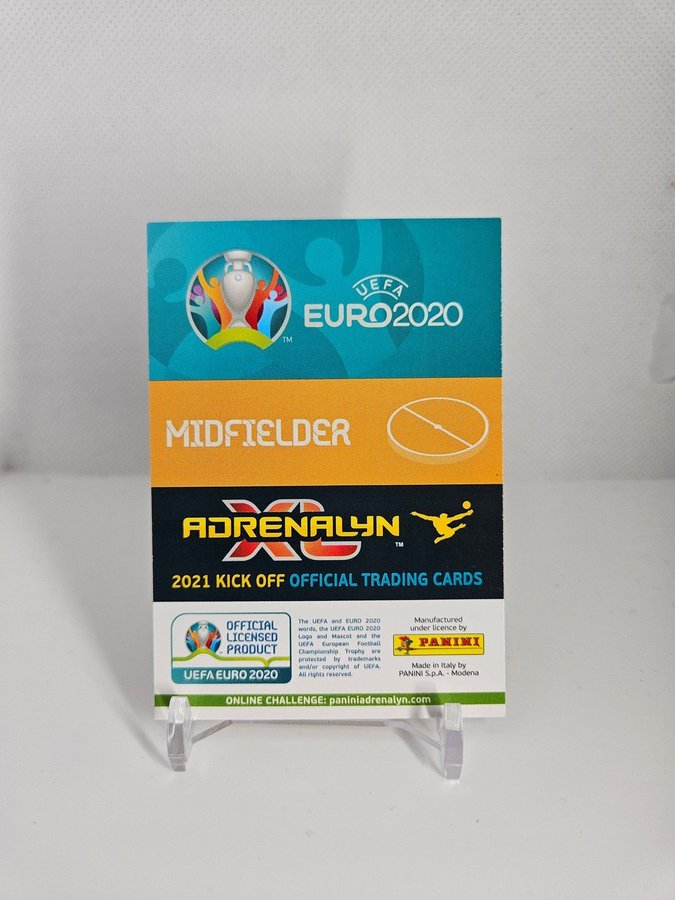 UEFA
EURO2020
TM
MIDFIELDER
ADRENALYN
XL
TM
2021 KICK OFF OFFICIAL TRADING CARDS
OFFICIAL
LICENSED
PRODUCT
UEFA EURO 2020
The UEFA and EURO 2020
words, the UEFA EURO 2020
Logo and Mascot and the
UEFA European Football
Championship Trophy are
protected by trademarks
and/or copyright of UEFA.
All rights reserved.
Manufactured
under licence by
PANINI
Made in Italy by
PANINI S.p.A. - Modena
ONLINE CHALLENGE: paniniadrenalyn.com